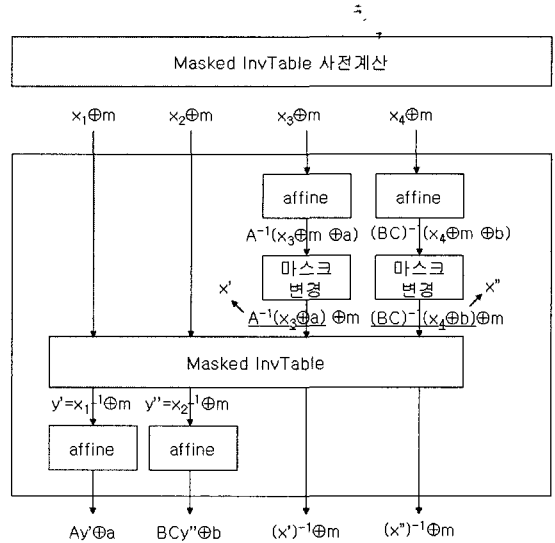 Masked InvTable 사전계산
x₁⊕m x₂⊕m x₃⊕m x₄⊕m
affine affine
A⁻¹(x₃⊕m ⊕a) (BC)⁻¹(x₄⊕m ⊕b)
마스크 변경 마스크 변경
x' x"
A⁻¹(x₃⊕a) ⊕m (BC)⁻¹(x₄⊕b)⊕m
Masked InvTable
y'=x₁⁻¹⊕m y"=x₂⁻¹⊕m
affine affine
Ay'⊕a BCy"⊕b (x')⁻¹⊕m (x")⁻¹⊕m